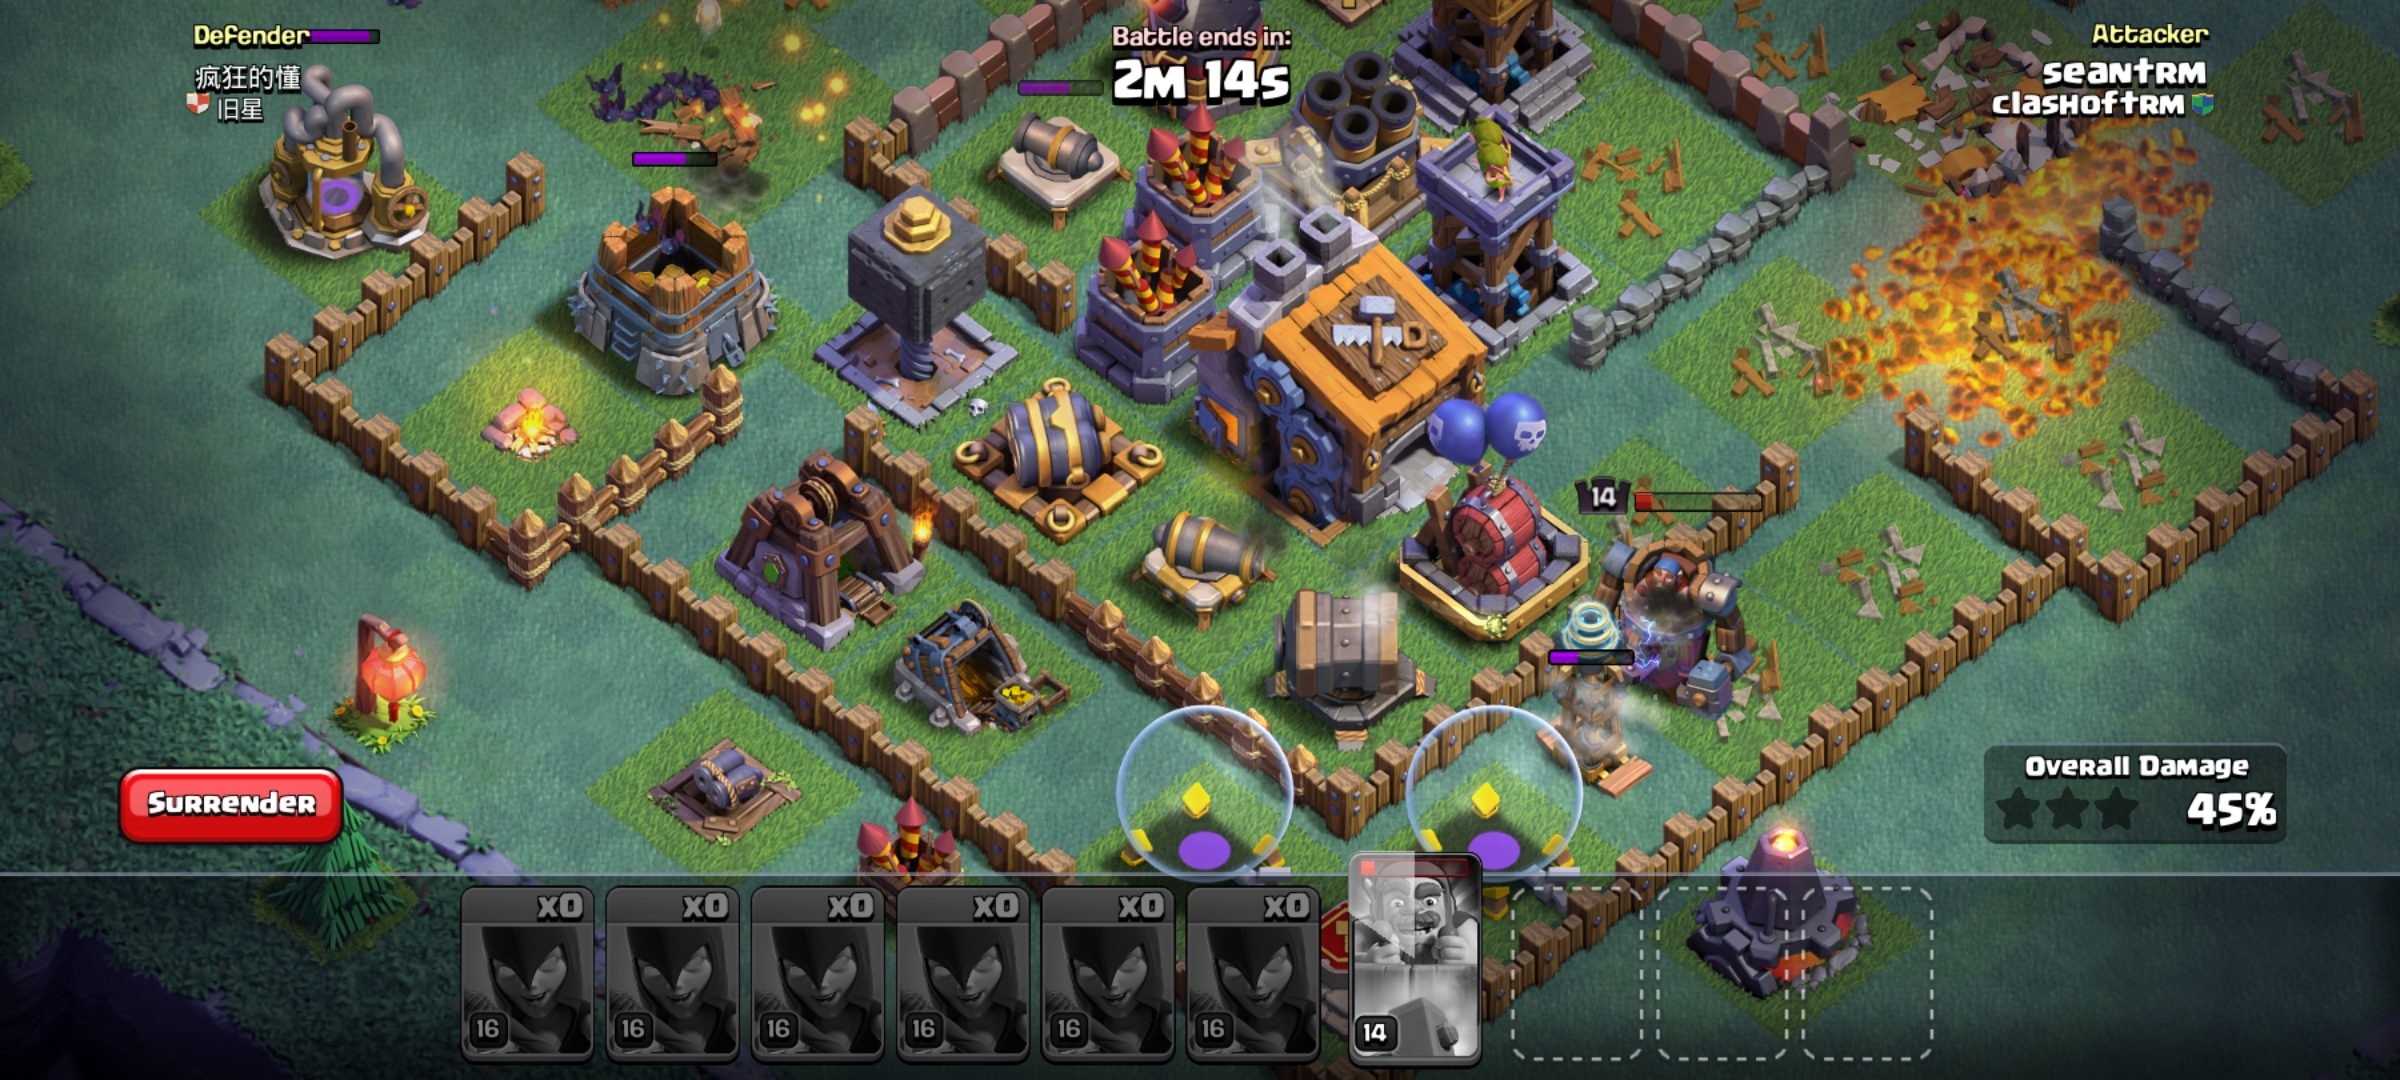 Defender
疯狂的懂
旧星
Battle ends in:
2M 14s
Attacker
seantRM
clashoftRM
14
Surrender
Overall Damage
45%
x0
x0
x0
x0
x0
x0
16
16
16
16
16
16
14